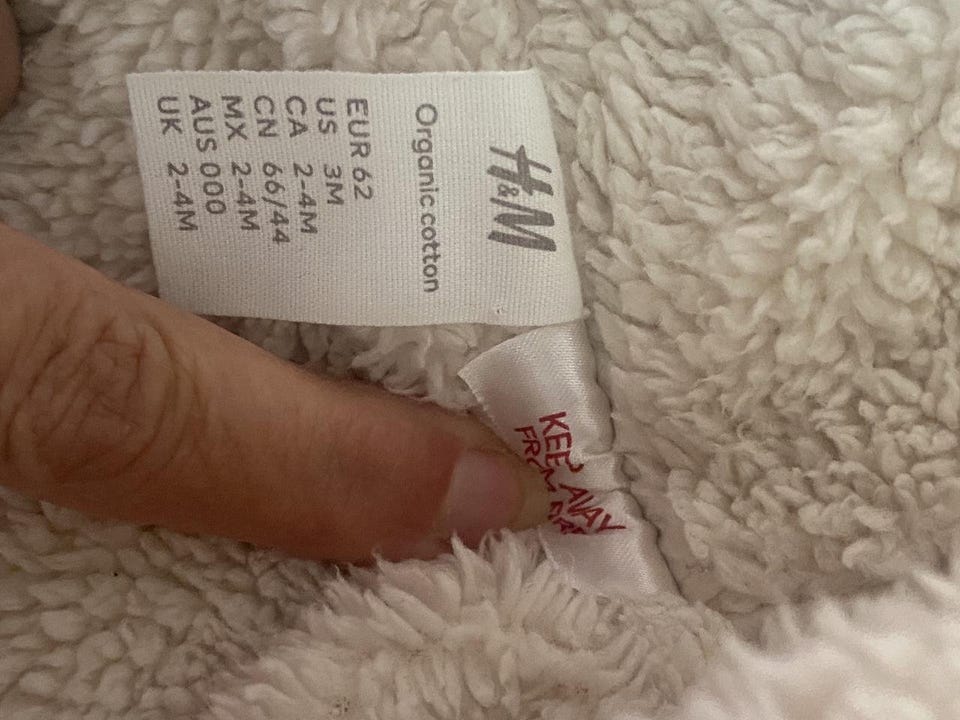 H&M
Organic cotton
EUR 62
US 3M
CA 2-4M
CN 66/44
MX 2-4M
AUS 000
UK 2-4M
KEEP AWAY
FROM FIRE